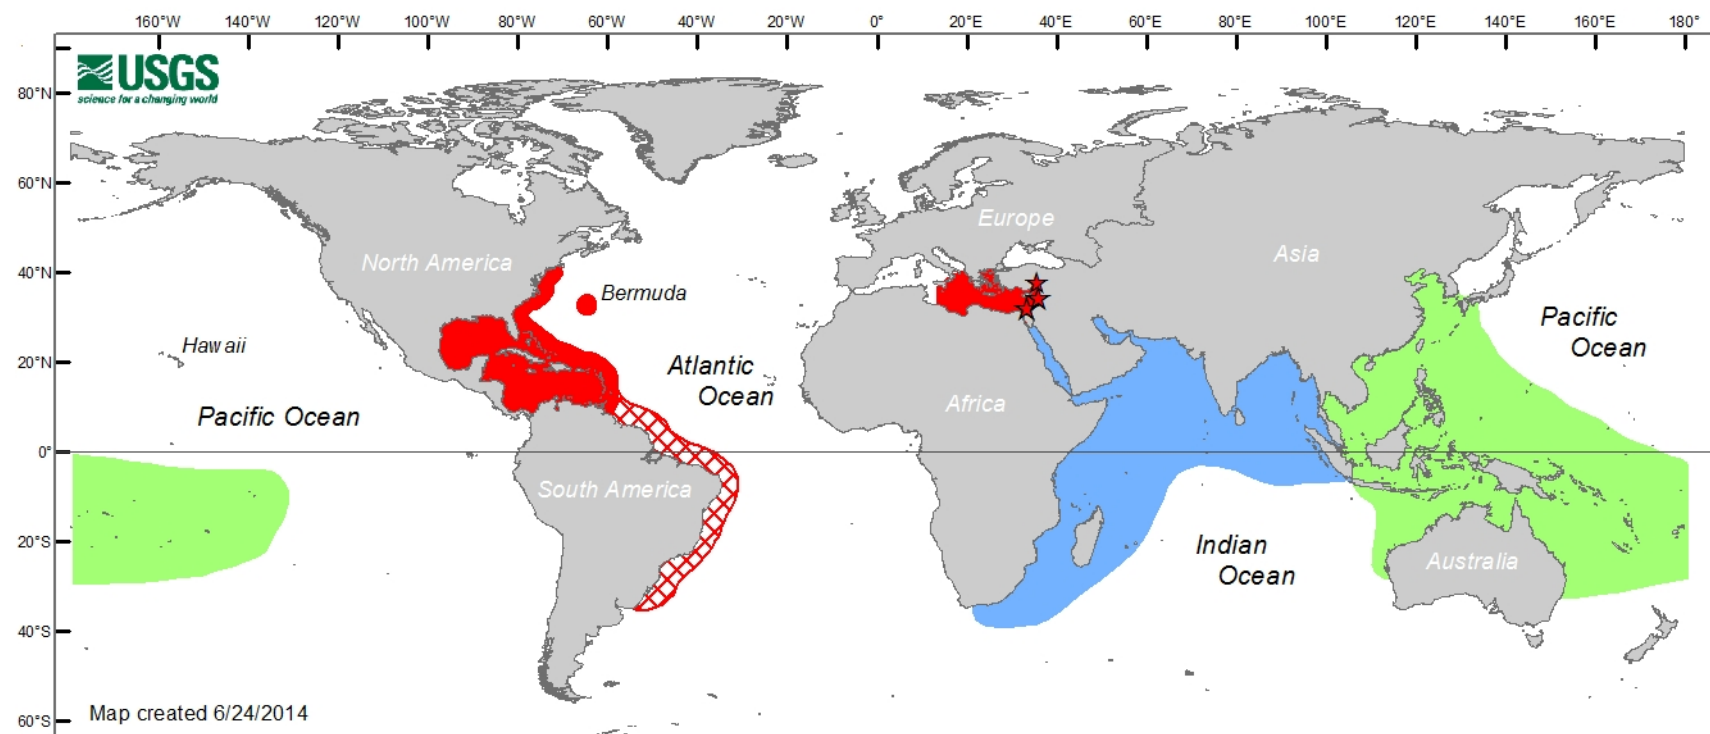 160°W 140°W 120°W 100°W 80°W 60°W 40°W 20°W 0° 20°E 40°E 60°E 80°E 100°E 120°E 140°E 160°E 180°
USGS
science for a changing world
80°N
60°N
Europe
Asia
North America
40°N
Bermuda
Pacific
Ocean
Hawaii
20°N
Atlantic
Ocean
Pacific Ocean
Africa
0°
South America
20°S
Indian
Ocean
Australia
40°S
Map created 6/24/2014
60°S